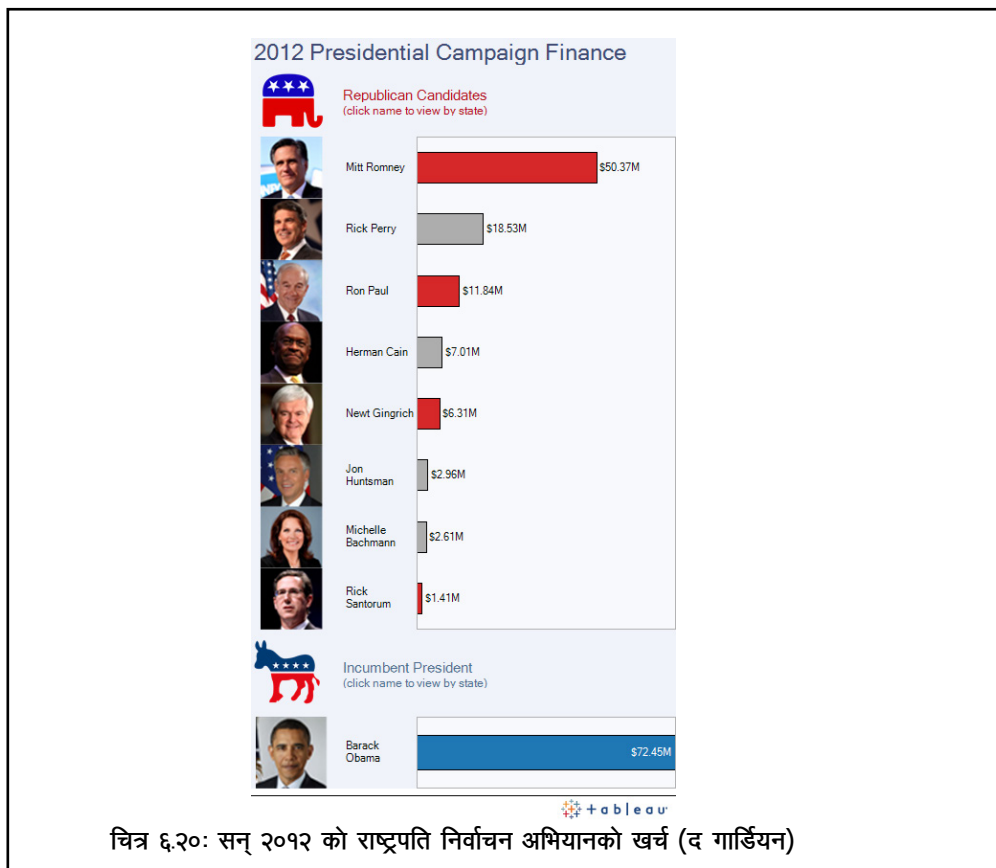 2012 Presidential Campaign Finance
Republican Candidates
(click name to view by state)
Mitt Romney
$50.37M
Rick Perry
$18.53M
Ron Paul
$11.84M
Herman Cain
$7.01M
Newt Gingrich
$6.31M
Jon
Huntsman
$2.96M
Michelle
Bachmann
$2.61M
Rick
Santorum
$1.41M
Incumbent President
(click name to view by state)
Barack
Obama
$72.45M
+ a b | e a u
चित्र ६.२०: सन् २०१२ को राष्ट्रपति निर्वाचन अभियानको खर्च (द गार्डियन)